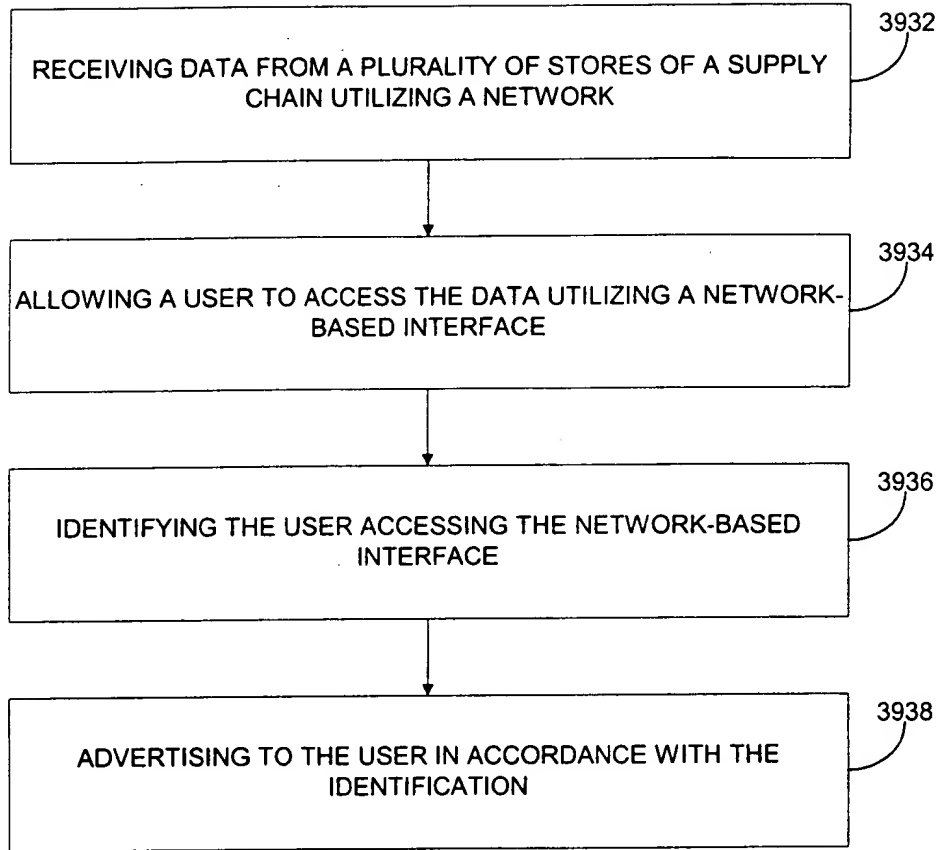 3932
RECEIVING DATA FROM A PLURALITY OF STORES OF A SUPPLY
CHAIN UTILIZING A NETWORK
3934
ALLOWING A USER TO ACCESS THE DATA UTILIZING A NETWORK-
BASED INTERFACE
3936
IDENTIFYING THE USER ACCESSING THE NETWORK-BASED
INTERFACE
3938
ADVERTISING TO THE USER IN ACCORDANCE WITH THE
IDENTIFICATION